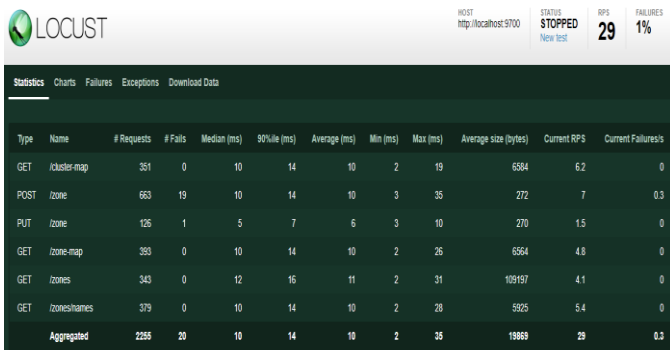 LOCUST
HOST
http://localhost:9700
STATUS
STOPPED
New test
RPS
29
FAILURES
1%
Statistics Charts Failures Exceptions Download Data
Type Name # Requests # Fails Median (ms) 90%ile (ms) Average (ms) Min (ms) Max (ms) Average size (bytes) Current RPS Current Failures/s
GET /cluster-map 351 0 10 14 10 2 19 6584 6.2 0
POST /zone 663 19 10 14 10 3 35 272 7 0.3
PUT /zone 126 1 5 7 6 3 10 270 1.5 0
GET /zone-map 393 0 10 14 10 2 26 6564 4.8 0
GET /zones 343 0 12 16 11 2 31 109197 4.1 0
GET /zones/names 379 0 10 14 10 2 28 5925 5.4 0
Aggregated 2255 20 10 14 10 2 35 19869 29 0.3